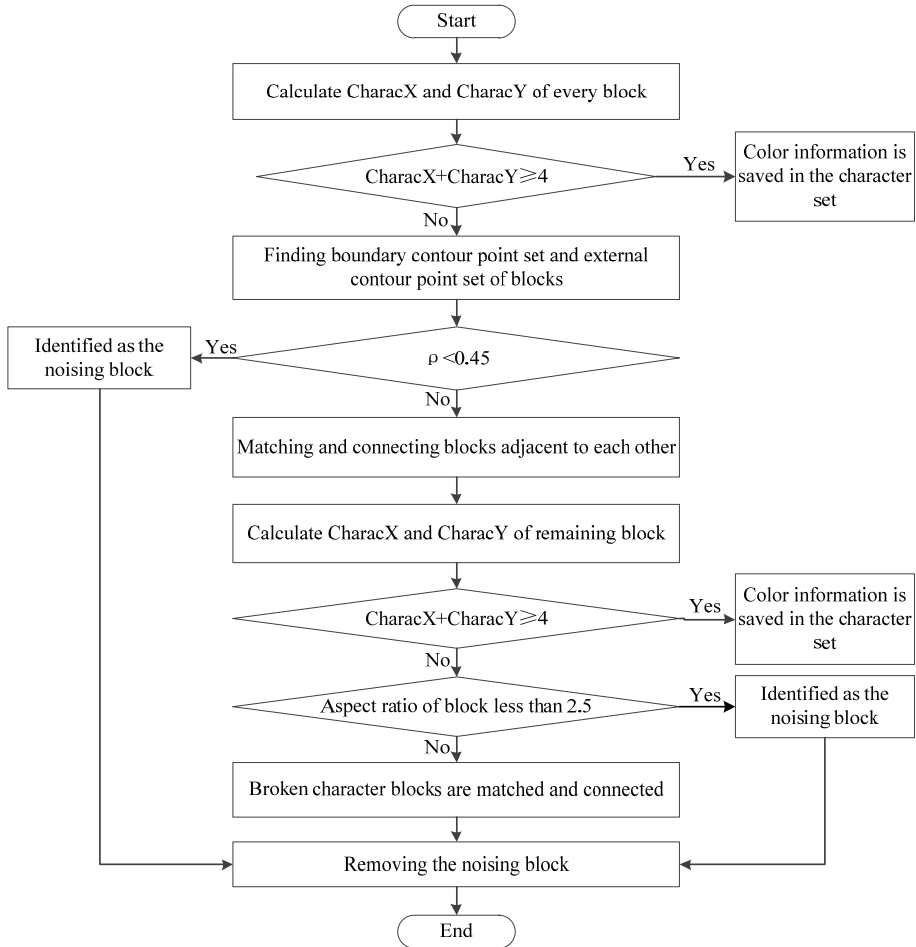 Start
Calculate CharacX and CharacY of every block
CharacX+CharacY⩾4
Yes
Color information is
saved in the character
set
No
Finding boundary contour point set and external
contour point set of blocks
Identified as the
noising block
Yes
ρ<0.45
No
Matching and connecting blocks adjacent to each other
Calculate CharacX and CharacY of remaining block
CharacX+CharacY⩾4
Yes
Color information is
saved in the character
set
No
Aspect ratio of block less than 2.5
Yes
Identified as the
noising block
No
Broken character blocks are matched and connected
Removing the noising block
End